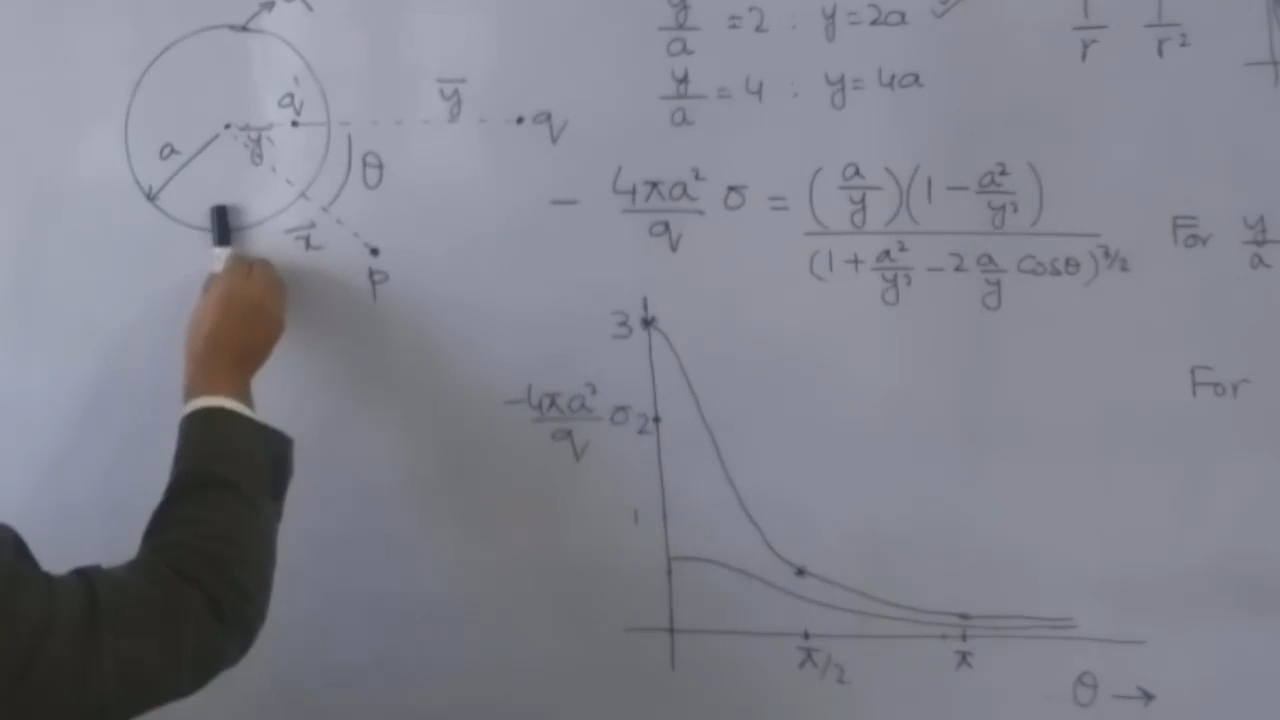 y/a = 2 : y = 2a ✓
1/r 1/r²
y/a = 4 : y = 4a
q'
y̅
q
a
y̅'
θ
x̅
P
- 4πa²/q σ = (a/y)(1 - a²/y²) / (1 + a²/y² - 2 a/y cosθ)^3/2
For y/a
3
For
-4πa²/q σ 2
1
π/2
π
θ →